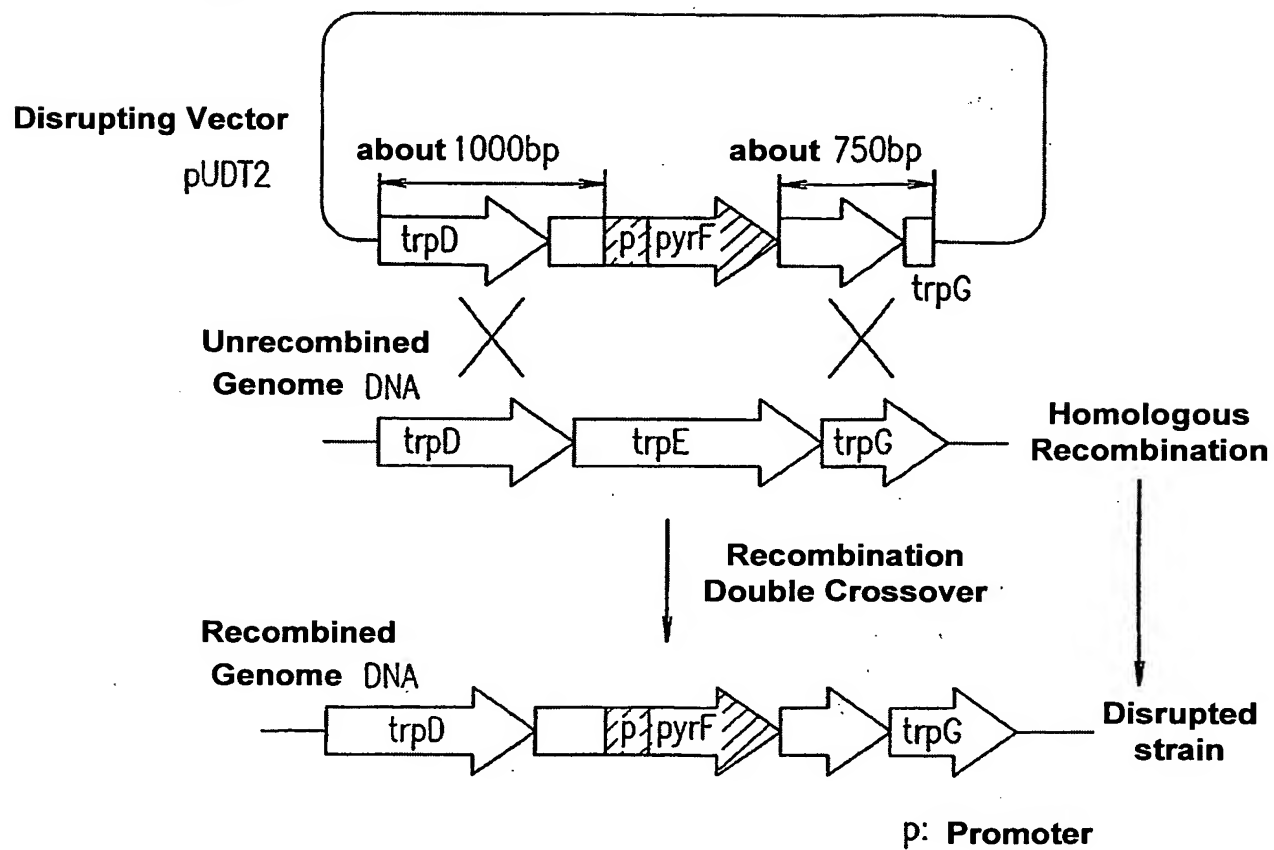 Disrupting Vector
pUDT2
about 1000bp
about 750bp
trpD
p
pyrF
trpG
Unrecombined
Genome DNA
trpD
trpE
trpG
Homologous
Recombination
Recombination
Double Crossover
Recombined
Genome DNA
trpD
p
pyrF
trpG
Disrupted
strain
p: Promoter